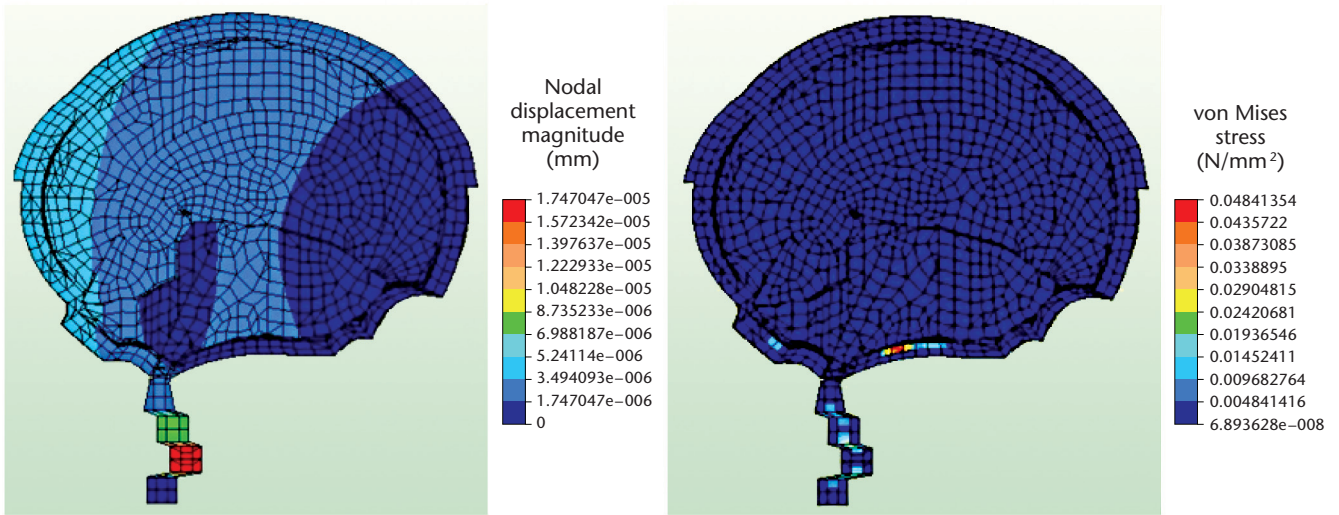 Nodal
displacement
magnitude
(mm)
1.747047e–005
1.572342e–005
1.397637e–005
1.222933e–005
1.048228e–005
8.735233e–006
6.988187e–006
5.24114e–006
3.494093e–006
1.747047e–006
0
von Mises
stress
(N/mm²)
0.04841354
0.0435722
0.03873085
0.0338895
0.02904815
0.02420681
0.01936546
0.01452411
0.009682764
0.004841416
6.893628e–008